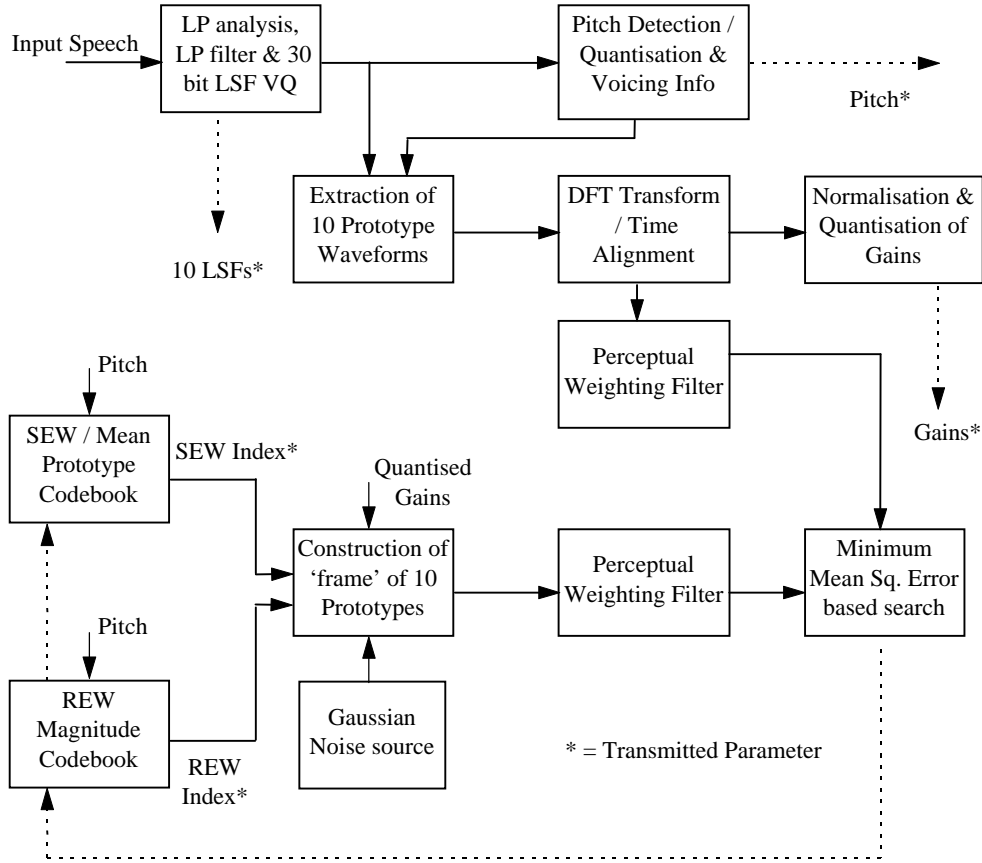 Input Speech
LP analysis,
LP filter & 30
bit LSF VQ
Pitch Detection /
Quantisation &
Voicing Info
Pitch*
Extraction of
10 Prototype
Waveforms
DFT Transform
/ Time
Alignment
Normalisation &
Quantisation of
Gains
10 LSFs*
Perceptual
Weighting Filter
Gains*
Pitch
SEW / Mean
Prototype
Codebook
SEW Index*
Quantised
Gains
Construction of
‘frame’ of 10
Prototypes
Perceptual
Weighting Filter
Minimum
Mean Sq. Error
based search
Pitch
REW
Magnitude
Codebook
REW
Index*
Gaussian
Noise source
* = Transmitted Parameter